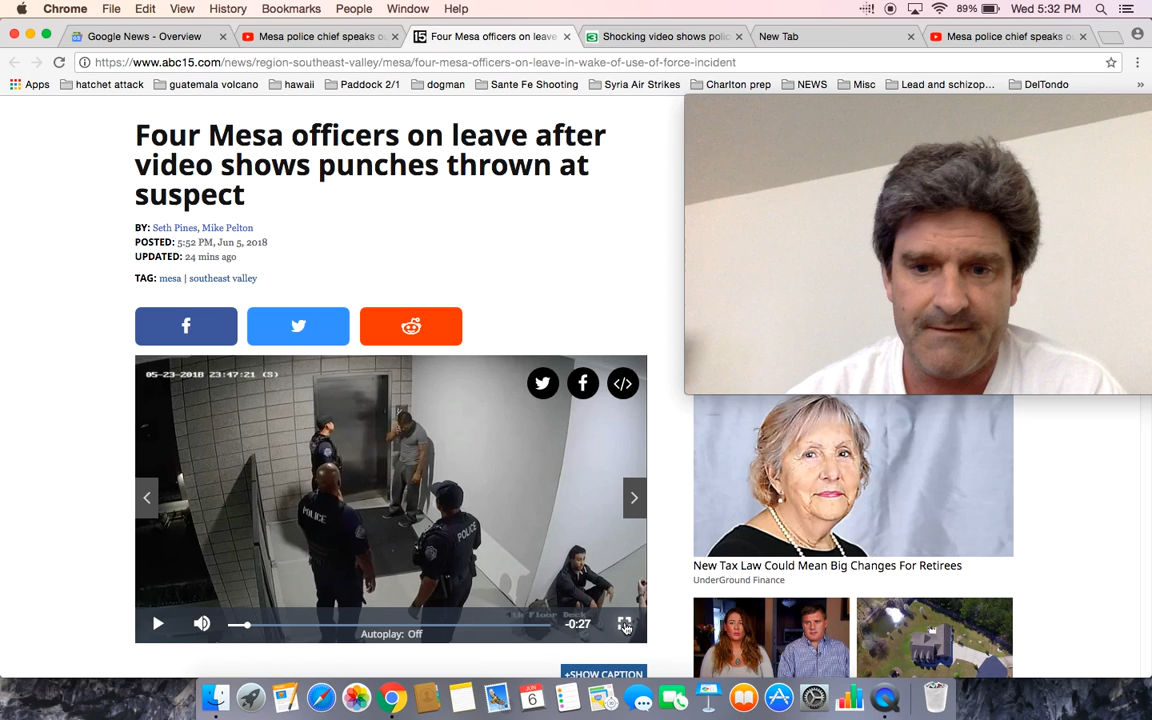 Chrome File Edit View History Bookmarks People Window Help 89% Wed 5:32 PM
Google News - Overview Mesa police chief speaks ou Four Mesa officers on leave Shocking video shows polic New Tab Mesa police chief speaks ou
https://www.abc15.com/news/region-southeast-valley/mesa/four-mesa-officers-on-leave-in-wake-of-use-of-force-incident
Apps hatchet attack guatemala volcano hawaii Paddock 2/1 dogman Sante Fe Shooting Syria Air Strikes Charlton prep NEWS Misc Lead and schizop... DelTondo »
Four Mesa officers on leave after
video shows punches thrown at
suspect
BY: Seth Pines, Mike Pelton
POSTED: 5:52 PM, Jun 5, 2018
UPDATED: 24 mins ago
TAG: mesa | southeast valley
05-23-2018 23:47:21 (S)
POLICE
POLICE
-0:27
Autoplay: Off
+SHOW CAPTION
New Tax Law Could Mean Big Changes For Retirees
UnderGround Finance
JUN
6